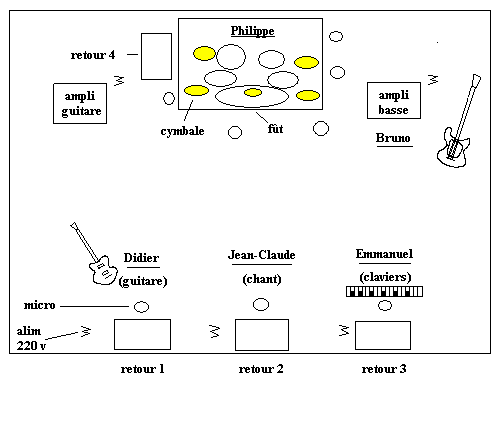 Philippe
retour 4
ampli
guitare
cymbale
fût
ampli
basse
Bruno
Didier
(guitare)
Jean-Claude
(chant)
Emmanuel
(claviers)
micro
alim
220 v
retour 1
retour 2
retour 3